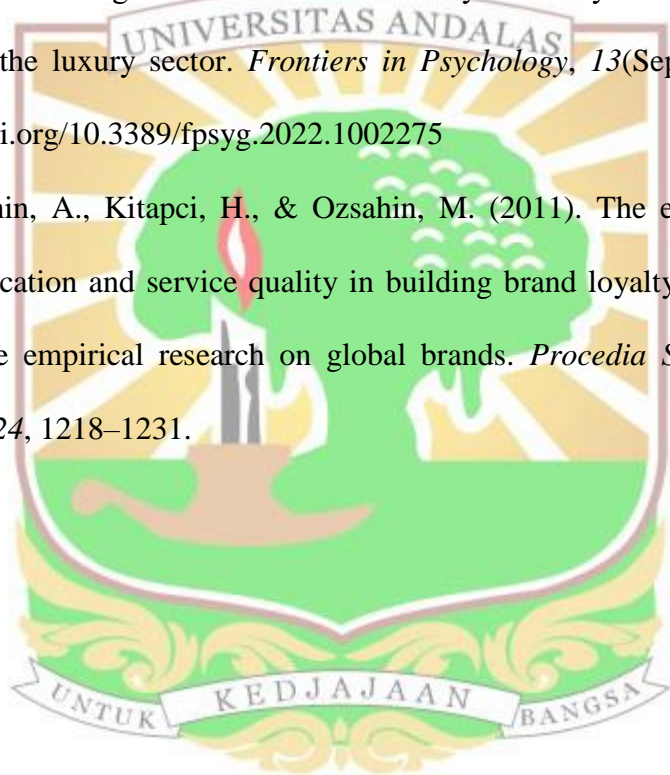 UNIVERSITAS ANDALAS
the luxury sector. Frontiers in Psychology, 13(Sep
i.org/10.3389/fpsyg.2022.1002275
in, A., Kitapci, H., & Ozsahin, M. (2011). The e
cation and service quality in building brand loyalty
e empirical research on global brands. Procedia S
24, 1218–1231.
UNTUK KEDJAJAAN BANGSA